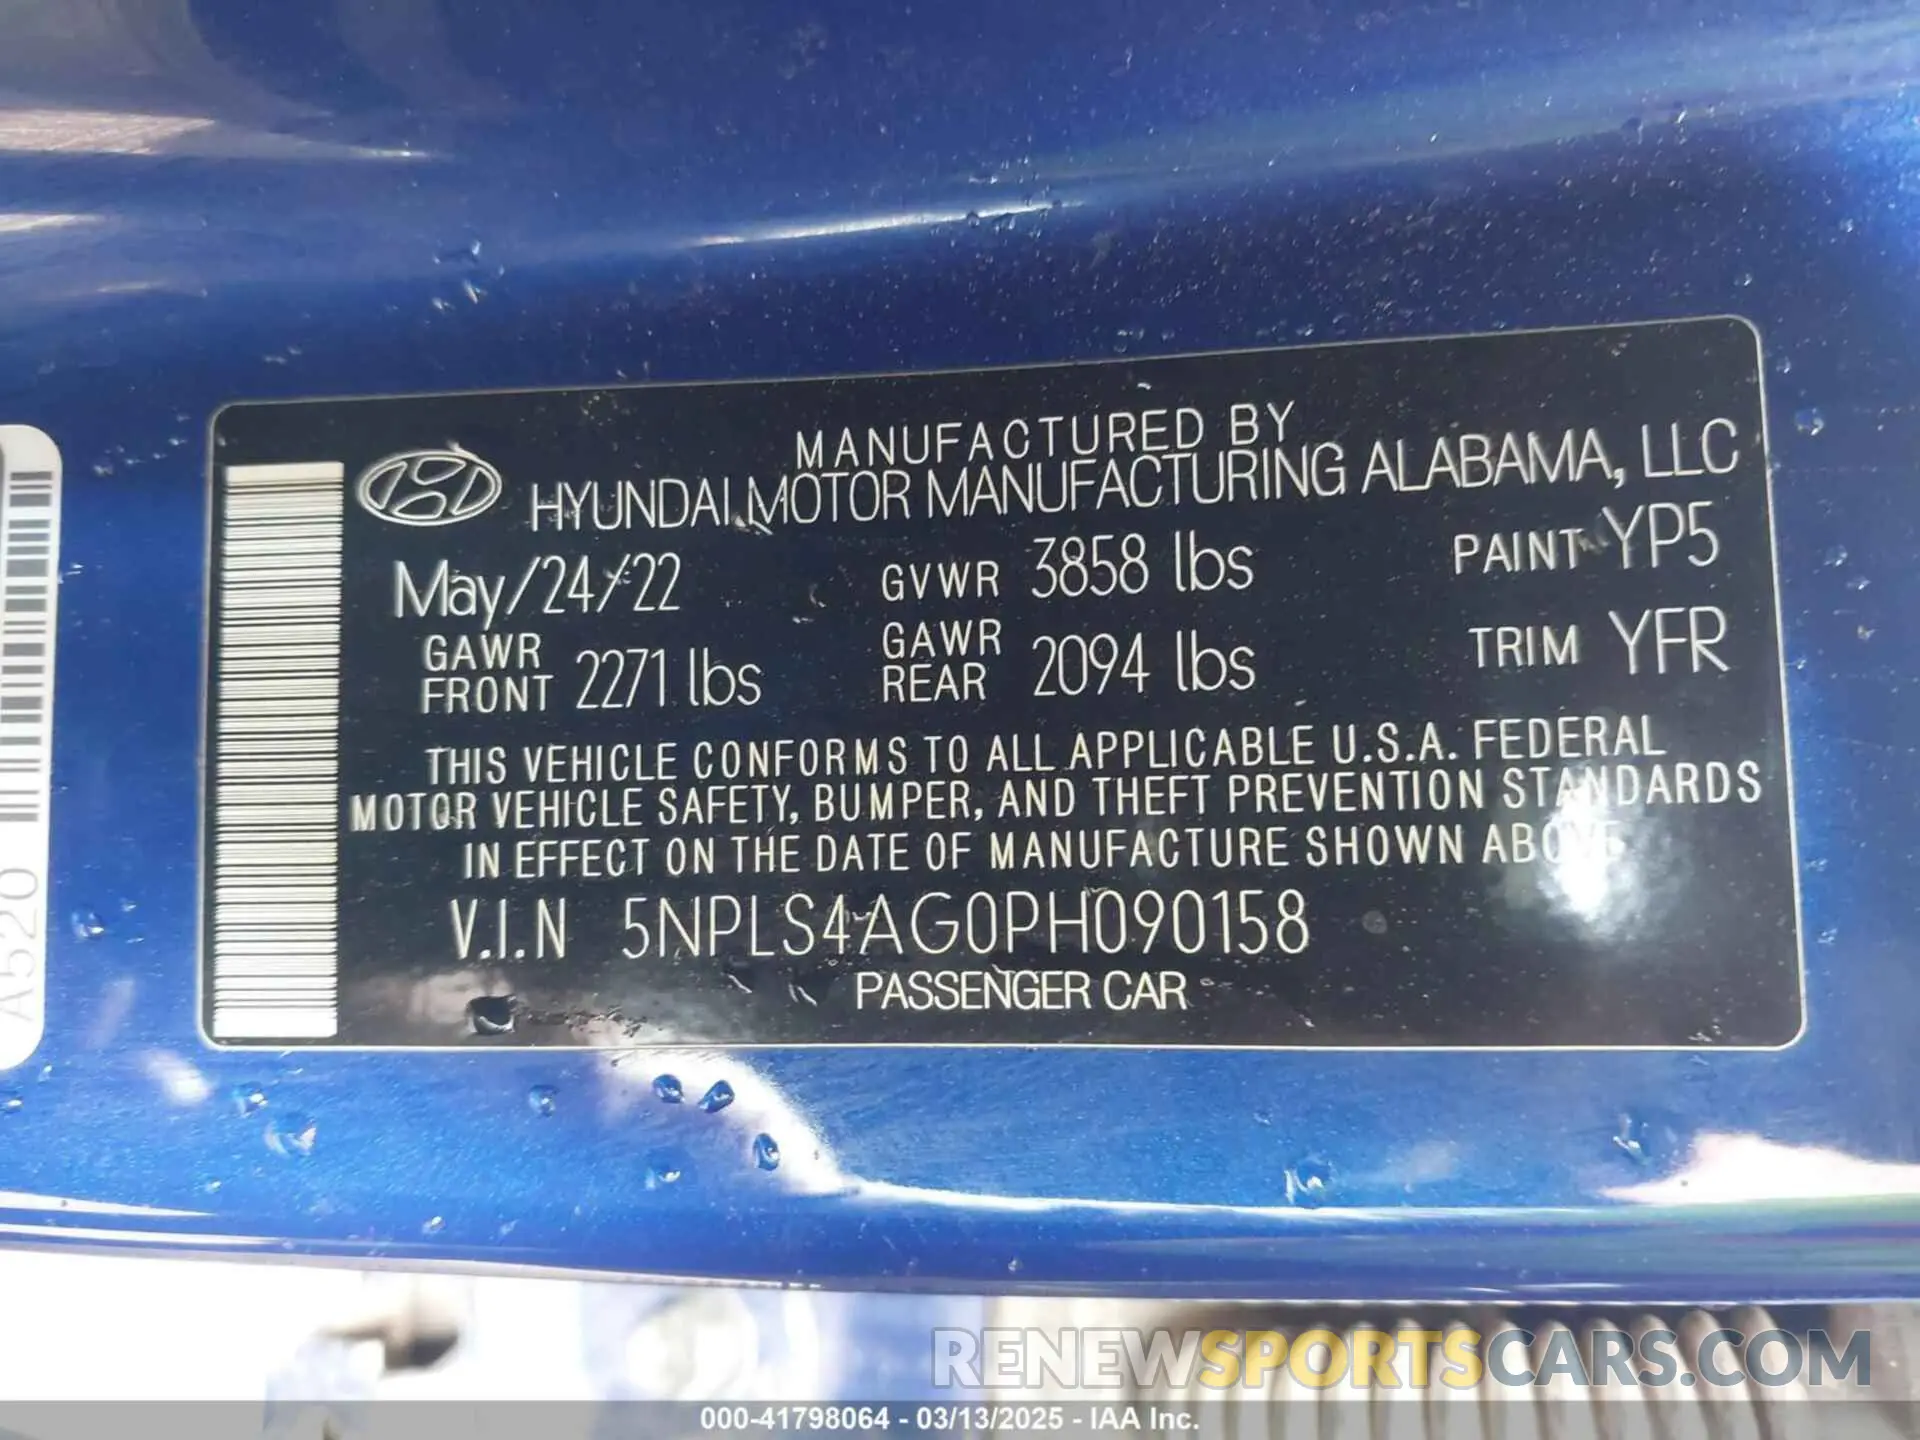 MANUFACTURED BY
HYUNDAI MOTOR MANUFACTURING ALABAMA, LLC
May/24/22 GVWR 3858 lbs PAINT YP5
GAWR FRONT 2271 lbs GAWR REAR 2094 lbs TRIM YFR
THIS VEHICLE CONFORMS TO ALL APPLICABLE U.S.A. FEDERAL
MOTOR VEHICLE SAFETY, BUMPER, AND THEFT PREVENTION STANDARDS
IN EFFECT ON THE DATE OF MANUFACTURE SHOWN ABOVE
V.I.N 5NPLS4AG0PH090158
PASSENGER CAR
A520
RENEWSPORTSCARS.COM
000-41798064 - 03/13/2025 - IAA Inc.